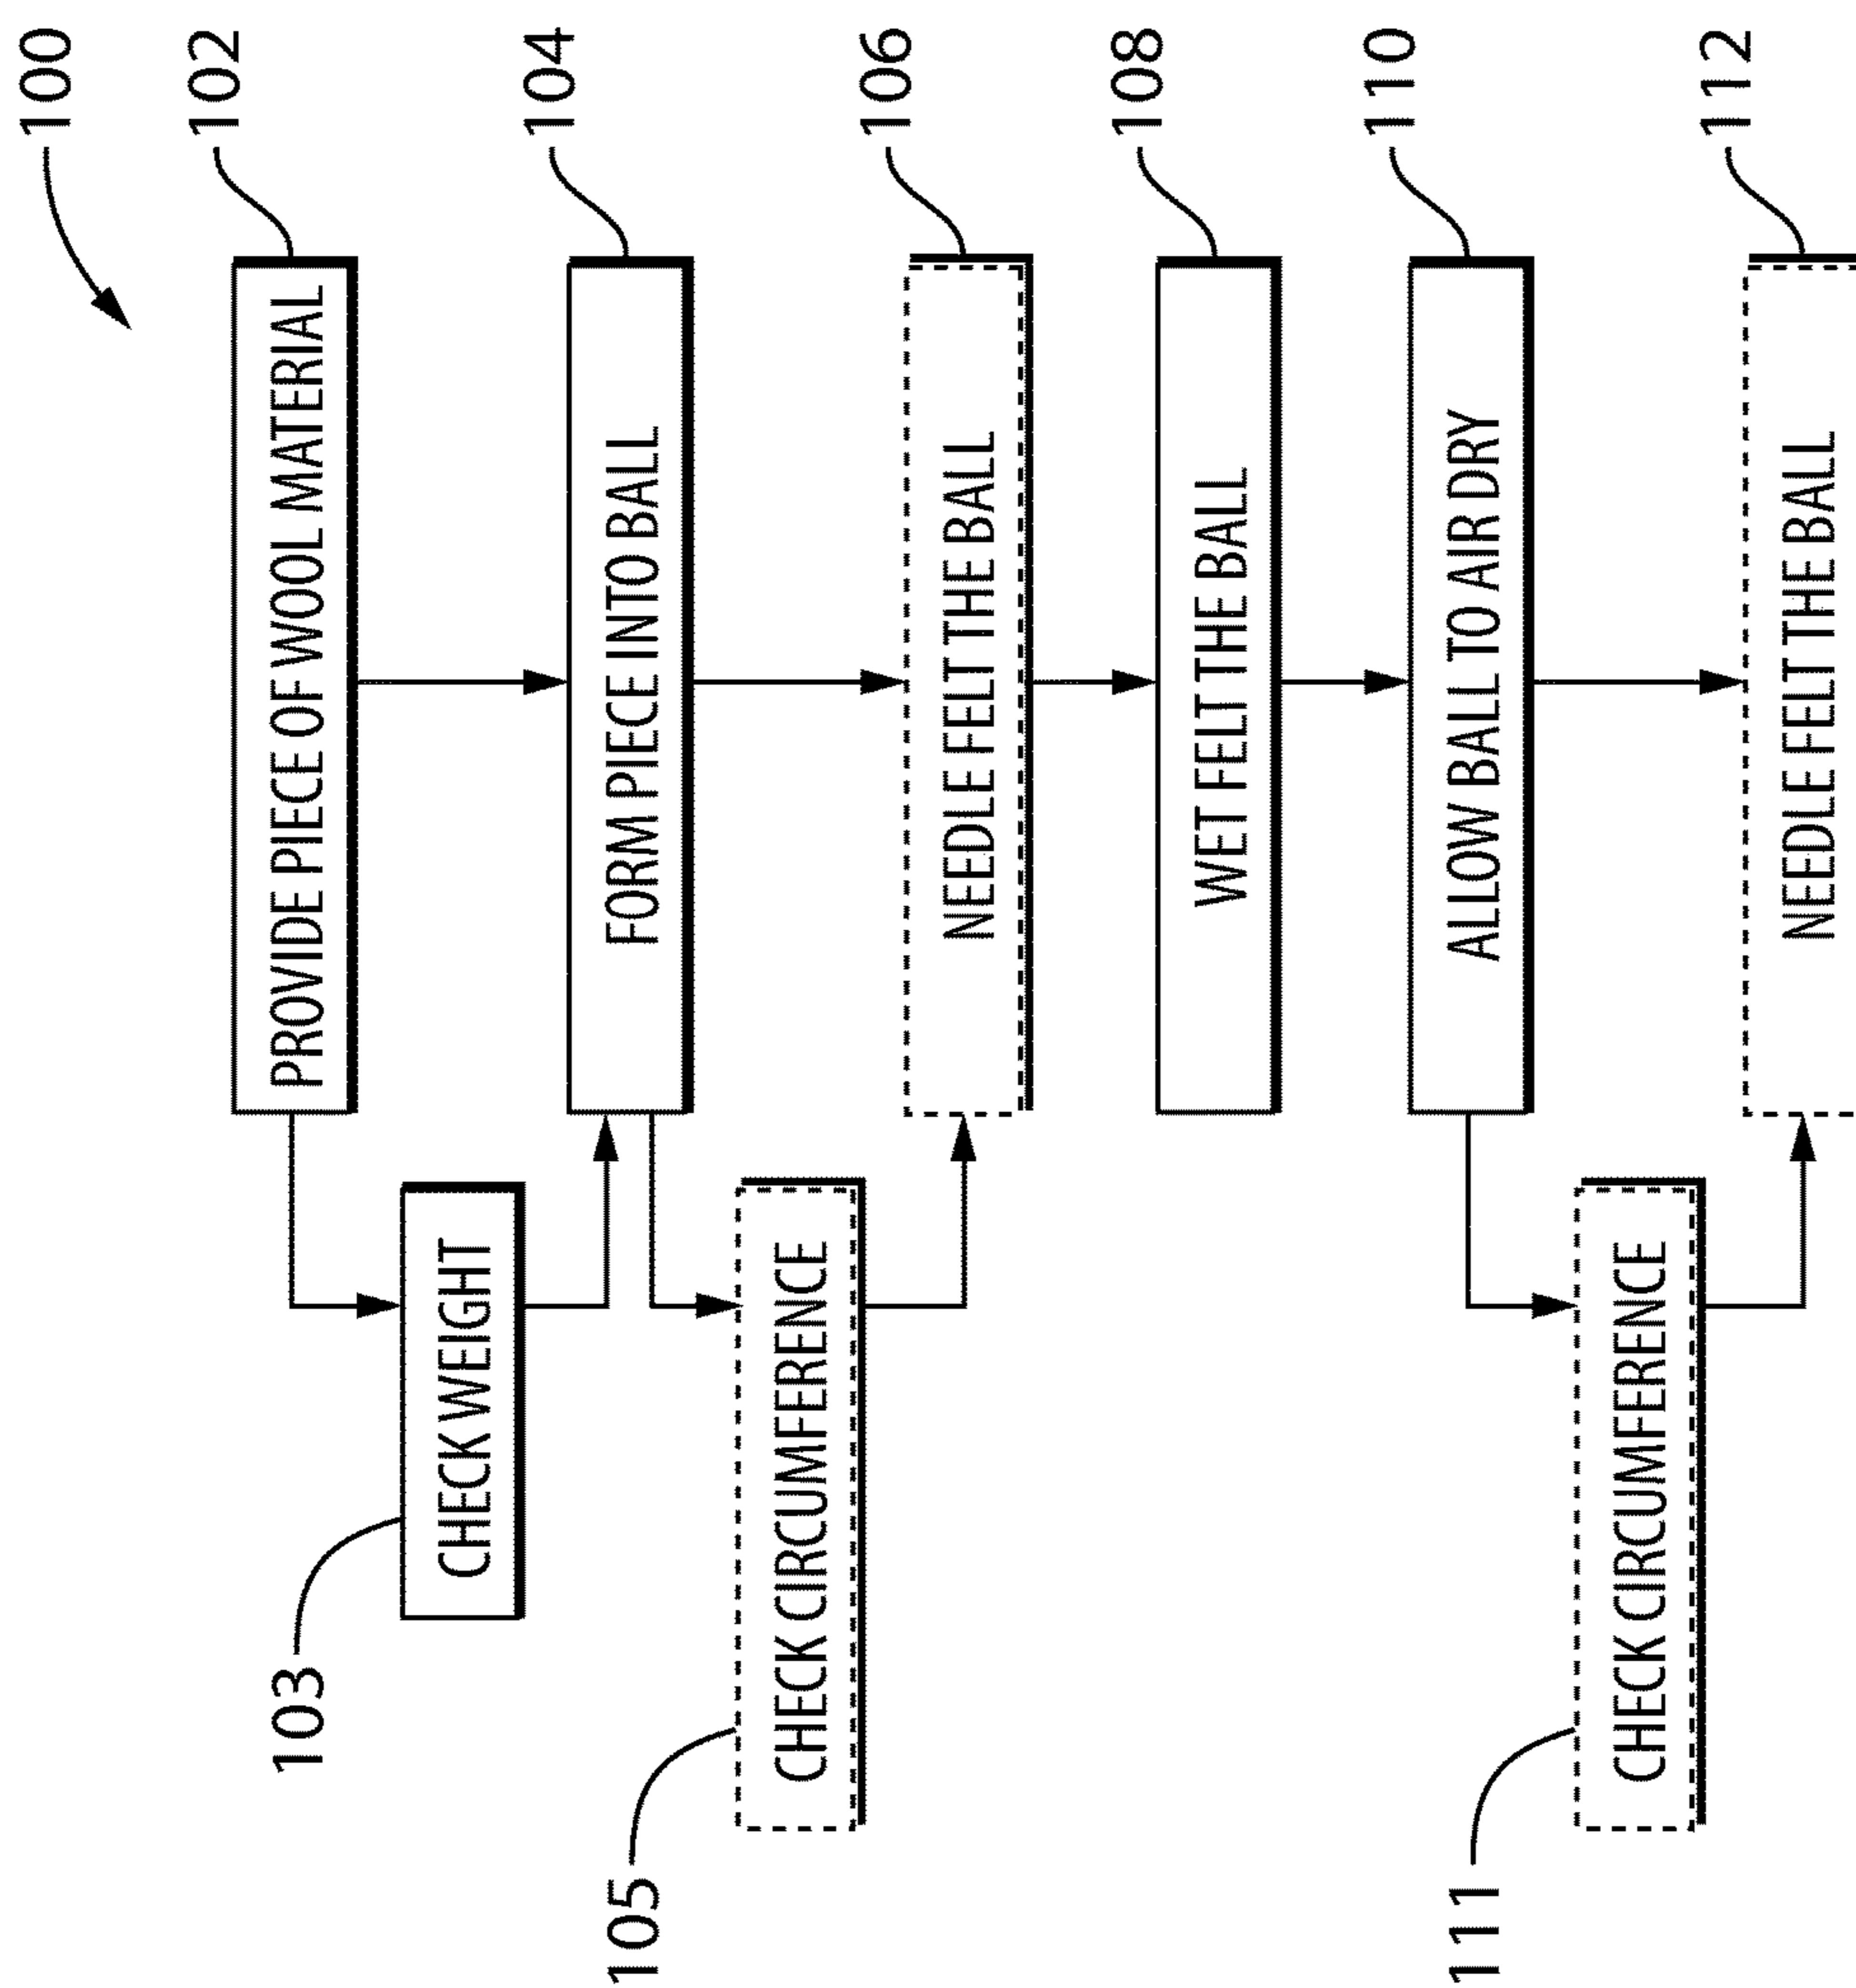 100
102
PROVIDE PIECE OF WOOL MATERIAL
103
CHECK WEIGHT
104
FORM PIECE INTO BALL
105
CHECK CIRCUMFERENCE
106
NEEDLE FELT THE BALL
108
WET FELT THE BALL
110
ALLOW BALL TO AIR DRY
111
CHECK CIRCUMFERENCE
112
NEEDLE FELT THE BALL